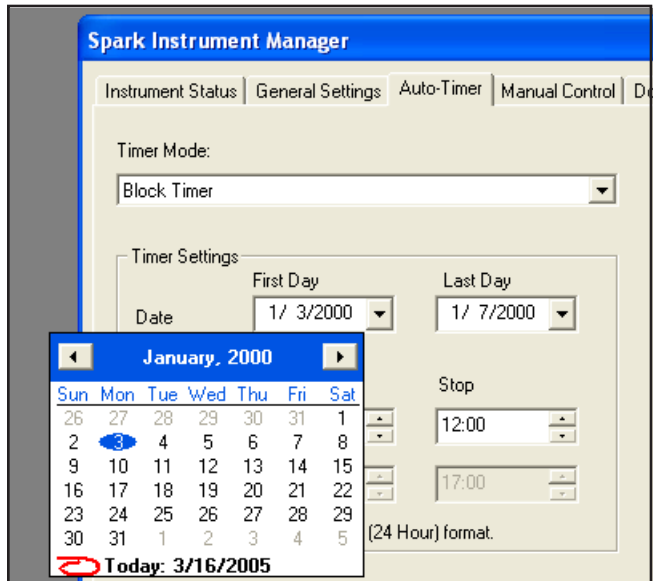 Spark Instrument Manager
Instrument Status General Settings Auto-Timer Manual Control
Timer Mode:
Block Timer
Timer Settings
First Day Last Day
Date 1/ 3/2000 1/ 7/2000
January, 2000
Sun Mon Tue Wed Thu Fri Sat
26 27 28 29 30 31 1
2 3 4 5 6 7 8
9 10 11 12 13 14 15
16 17 18 19 20 21 22
23 24 25 26 27 28 29
30 31 1 2 3 4 5
Today: 3/16/2005
Stop
12:00
17:00
(24 Hour) format.